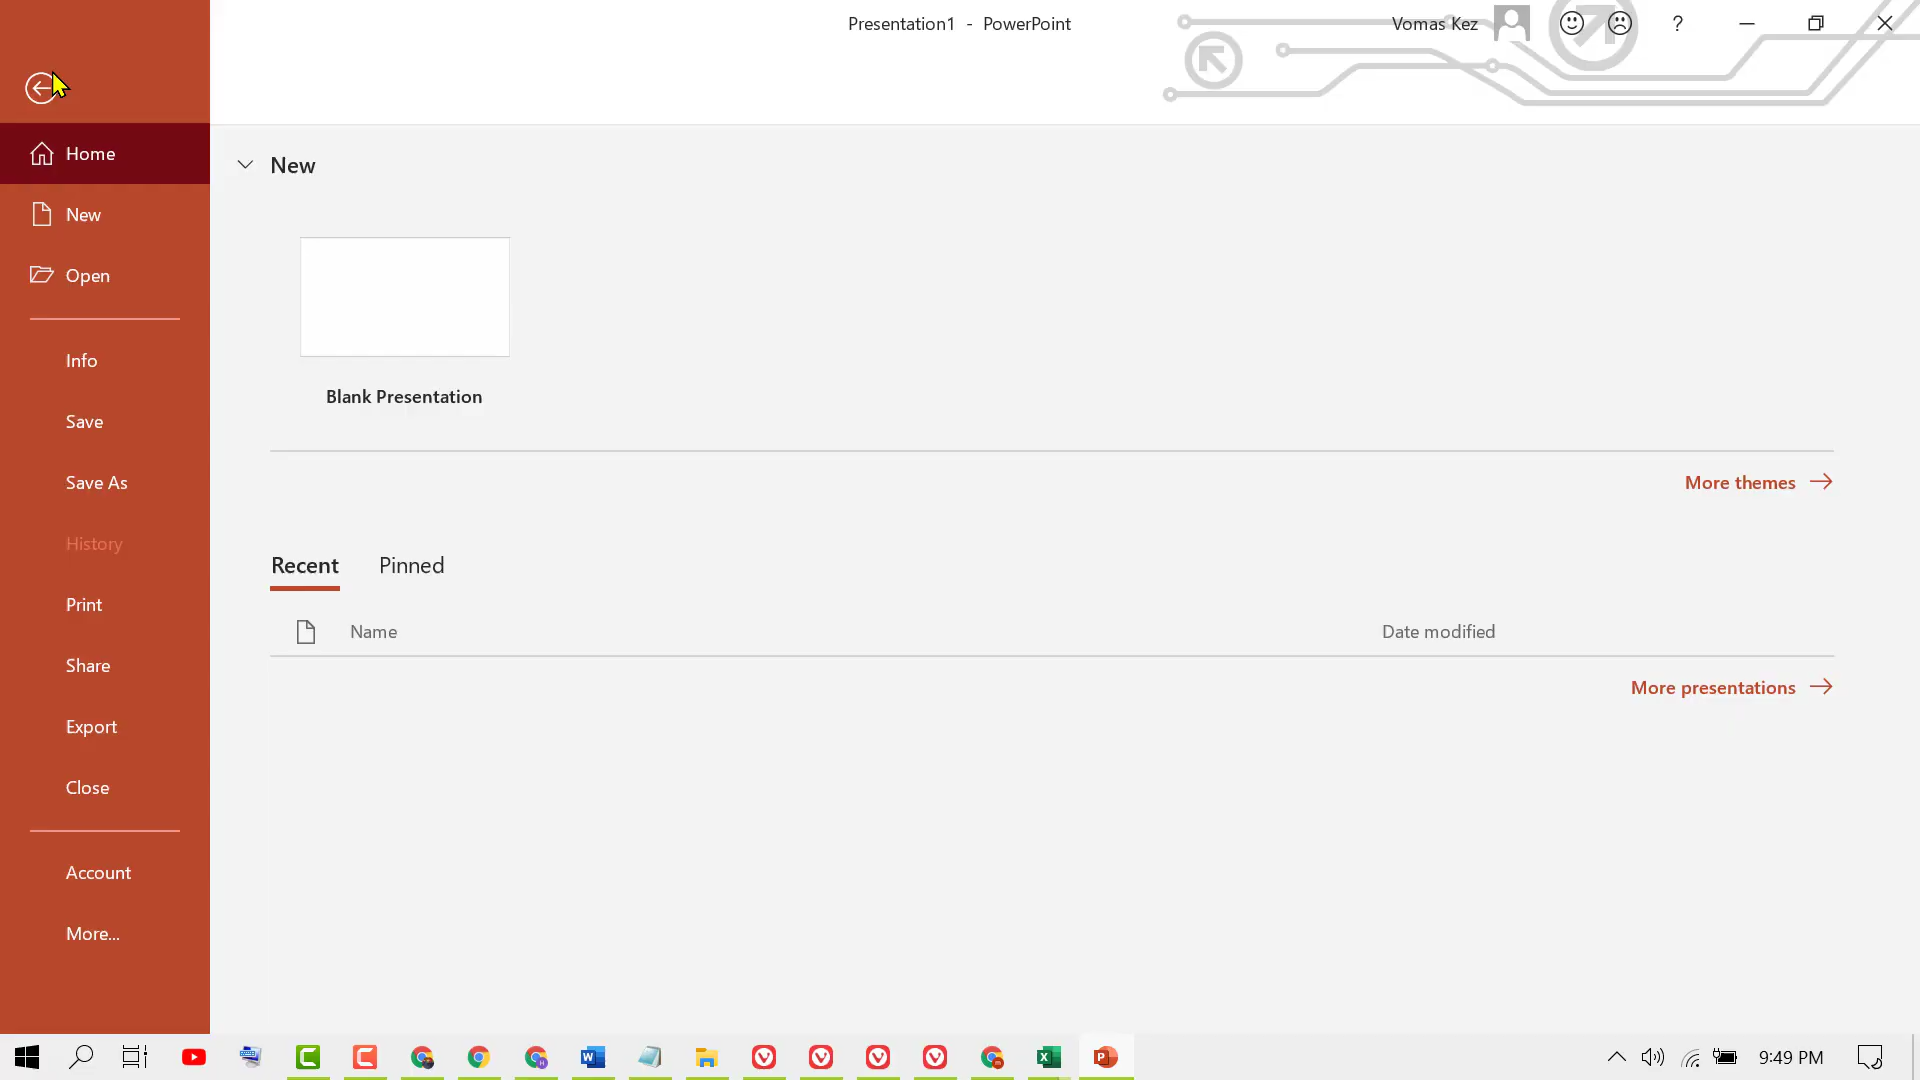 Presentation1 - PowerPoint
Vomas Kez
?
Home
New
Open
Info
Save
Save As
History
Print
Share
Export
Close
Account
More...
New
Blank Presentation
More themes
Recent Pinned
Name Date modified
More presentations
9:49 PM